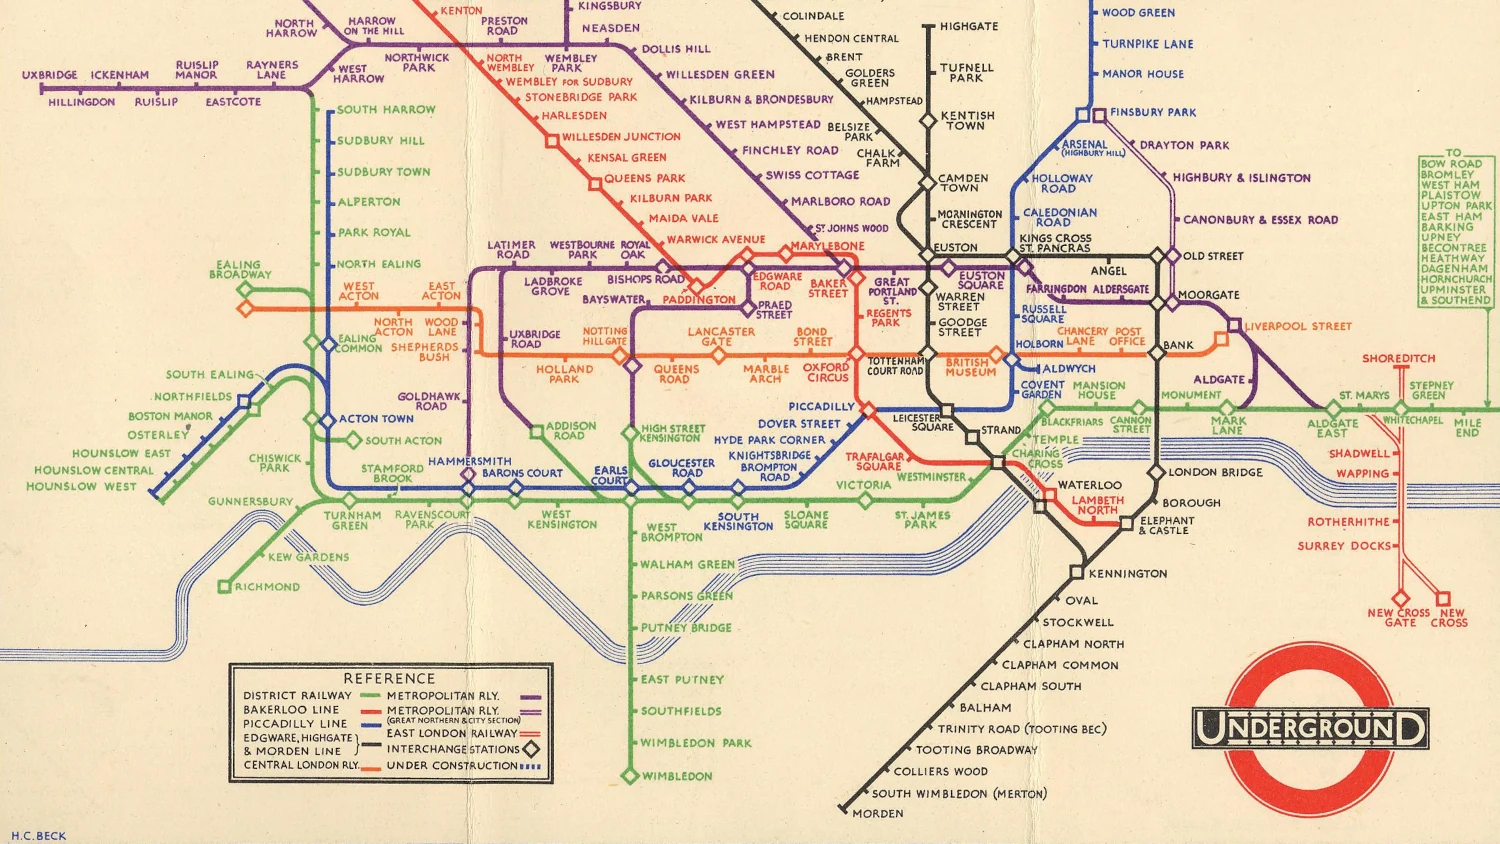 KENTON
KINGSBURY
COLINDALE
HIGHGATE
WOOD GREEN
NORTH
HARROW
HARROW
ON THE HILL
PRESTON
ROAD
NEASDEN
HENDON CENTRAL
TURNPIKE LANE
DOLLIS HILL
BRENT
NORTHWICK
PARK
NORTH
WEMBLEY
WEMBLEY
PARK
UXBRIDGE
ICKENHAM
RUISLIP
MANOR
RAYNERS
LANE
WEST
HARROW
WEMBLEY FOR SUDBURY
WILLESDEN GREEN
GOLDERS
GREEN
TUFNELL
PARK
MANOR HOUSE
HILLINGDON
RUISLIP
EASTCOTE
STONEBRIDGE PARK
KILBURN & BRONDESBURY
HAMPSTEAD
SOUTH HARROW
HARLESDEN
WEST HAMPSTEAD
BELSIZE
PARK
KENTISH
TOWN
FINSBURY PARK
SUDBURY HILL
WILLESDEN JUNCTION
FINCHLEY ROAD
CHALK
FARM
ARSENAL
(HIGHBURY HILL)
DRAYTON PARK
KENSAL GREEN
SUDBURY TOWN
QUEENS PARK
SWISS COTTAGE
CAMDEN
TOWN
HOLLOWAY
ROAD
HIGHBURY & ISLINGTON
TO
BOW ROAD
BROMLEY
WEST HAM
PLAISTOW
UPTON PARK
EAST HAM
BARKING
UPNEY
BECONTREE
HEATHWAY
DAGENHAM
HORNCHURCH
UPMINSTER
& SOUTHEND
ALPERTON
KILBURN PARK
MARLBORO ROAD
MORNINGTON
CRESCENT
CALEDONIAN
ROAD
CANONBURY & ESSEX ROAD
PARK ROYAL
MAIDA VALE
ST JOHNS WOOD
WARWICK AVENUE
MARYLEBONE
EUSTON
KINGS CROSS
ST. PANCRAS
LATIMER
ROAD
WESTBOURNE
PARK
ROYAL
OAK
OLD STREET
EALING
BROADWAY
NORTH EALING
LADBROKE
GROVE
BISHOPS ROAD
EDGWARE
ROAD
BAKER
STREET
GREAT
PORTLAND
ST.
EUSTON
SQUARE
ANGEL
WEST
ACTON
EAST
ACTON
BAYSWATER
PADDINGTON
PRAED
STREET
WARREN
STREET
FARRINGDON
ALDERSGATE
MOORGATE
NORTH
ACTON
WOOD
LANE
REGENTS
PARK
GOODGE
STREET
RUSSELL
SQUARE
LIVERPOOL STREET
EALING
COMMON
SHEPHERDS
BUSH
UXBRIDGE
ROAD
NOTTING
HILL GATE
LANCASTER
GATE
BOND
STREET
HOLBORN
CHANCERY
LANE
POST
OFFICE
BANK
HOLLAND
PARK
QUEENS
ROAD
MARBLE
ARCH
OXFORD
CIRCUS
TOTTENHAM
COURT ROAD
BRITISH
MUSEUM
ALDWYCH
SHOREDITCH
SOUTH EALING
NORTHFIELDS
BOSTON MANOR
OSTERLEY
HOUNSLOW EAST
HOUNSLOW CENTRAL
HOUNSLOW WEST
GOLDHAWK
ROAD
COVENT
GARDEN
MANSION
HOUSE
MONUMENT
ALDGATE
ST. MARYS
STEPNEY
GREEN
ACTON TOWN
PICCADILLY
LEICESTER
SQUARE
BLACKFRIARS
CANNON
STREET
MARK
LANE
ALDGATE
EAST
WHITECHAPEL
MILE
END
SOUTH ACTON
ADDISON
ROAD
HIGH STREET
KENSINGTON
DOVER STREET
HYDE PARK CORNER
KNIGHTSBRIDGE
BROMPTON
ROAD
STRAND
TEMPLE
CHARING
CROSS
CHISWICK
PARK
STAMFORD
BROOK
HAMMERSMITH
BARONS COURT
EARLS
COURT
GLOUCESTER
ROAD
TRAFALGAR
SQUARE
WESTMINSTER
SHADWELL
WAPPING
LONDON BRIDGE
GUNNERSBURY
TURNHAM
GREEN
RAVENSCOURT
PARK
WEST
KENSINGTON
SOUTH
KENSINGTON
SLOANE
SQUARE
VICTORIA
ST. JAMES
PARK
WATERLOO
LAMBETH
NORTH
BOROUGH
ELEPHANT
& CASTLE
ROTHERHITHE
WEST
BROMPTON
SURREY DOCKS
KEW GARDENS
WALHAM GREEN
RICHMOND
KENNINGTON
PARSONS GREEN
OVAL
NEW CROSS
GATE
NEW
CROSS
PUTNEY BRIDGE
STOCKWELL
CLAPHAM NORTH
CLAPHAM COMMON
EAST PUTNEY
CLAPHAM SOUTH
SOUTHFIELDS
BALHAM
WIMBLEDON PARK
TRINITY ROAD (TOOTING BEC)
TOOTING BROADWAY
WIMBLEDON
COLLIERS WOOD
SOUTH WIMBLEDON (MERTON)
MORDEN
REFERENCE
DISTRICT RAILWAY
BAKERLOO LINE
PICCADILLY LINE
EDGWARE, HIGHGATE
& MORDEN LINE
CENTRAL LONDON RLY.
METROPOLITAN RLY.
METROPOLITAN RLY.
(GREAT NORTHERN & CITY SECTION)
EAST LONDON RAILWAY
INTERCHANGE STATIONS
UNDER CONSTRUCTION
UNDERGROUND
H.C. BECK